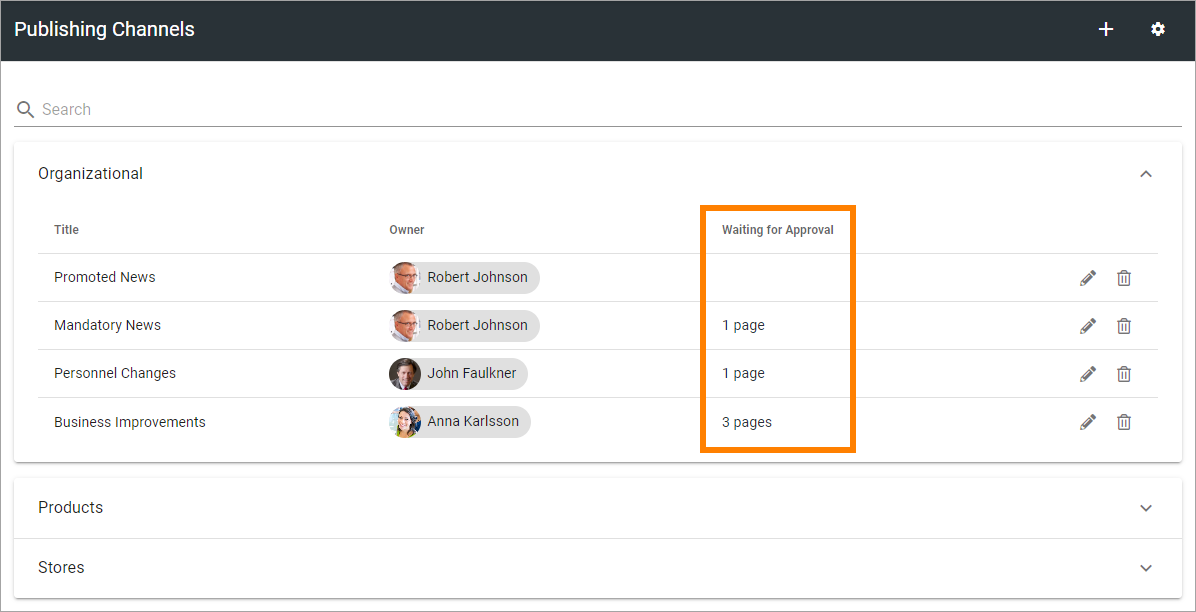 Publishing Channels
Search
Organizational
Title Owner Waiting for Approval
Promoted News Robert Johnson
Mandatory News Robert Johnson 1 page
Personnel Changes John Faulkner 1 page
Business Improvements Anna Karlsson 3 pages
Products
Stores